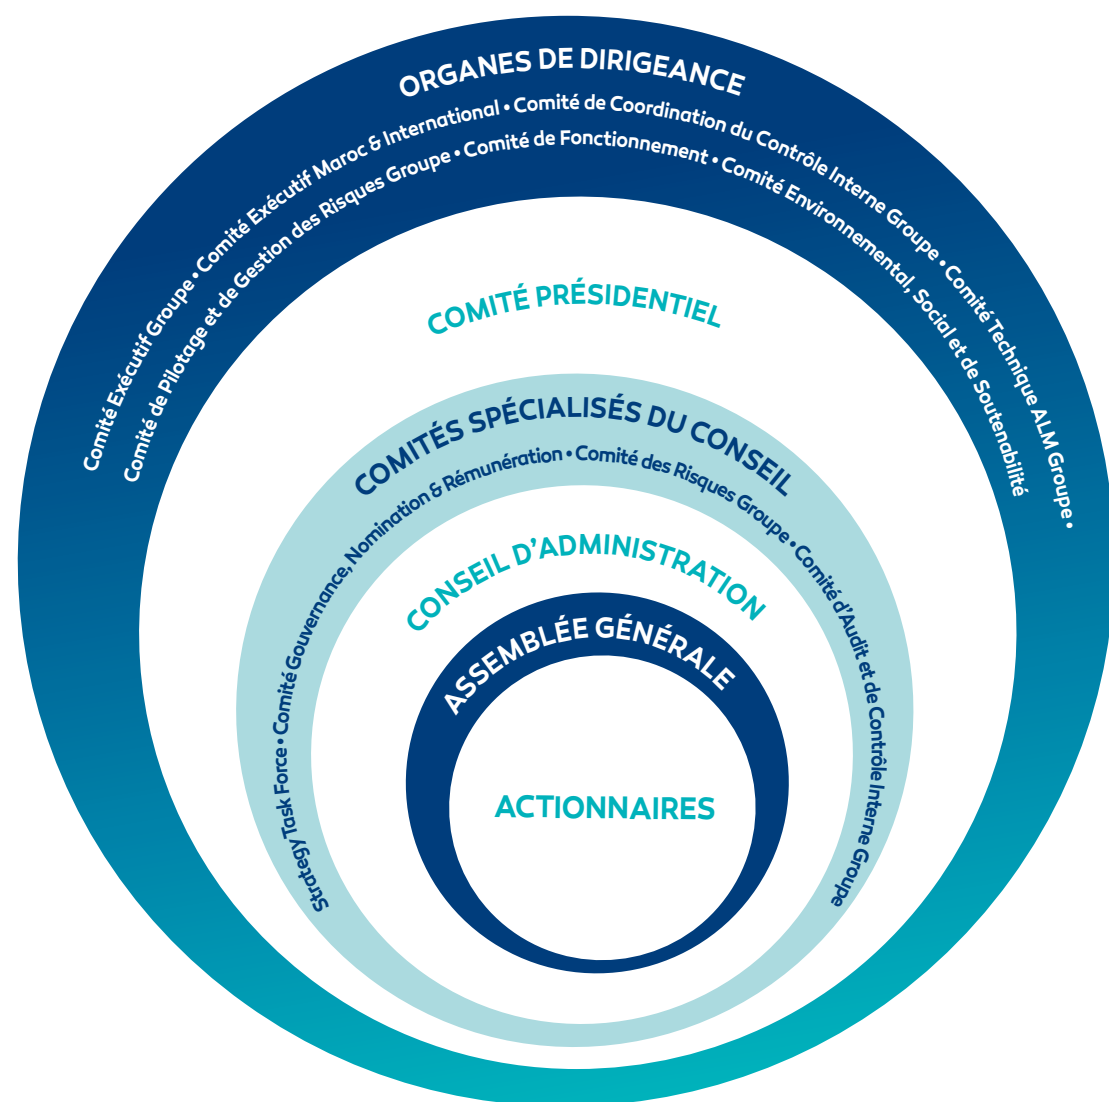 ORGANES DE DIRIGEANCE
Comité Exécutif Groupe • Comité Exécutif Maroc & International • Comité de Coordination du Contrôle Interne Groupe • Comité Technique ALM Groupe •
Comité de Pilotage et de Gestion des Risques Groupe • Comité de Fonctionnement • Comité Environnemental, Social et de Soutenabilité
COMITÉ PRÉSIDENTIEL
COMITÉS SPÉCIALISÉS DU CONSEIL
Strategy Task Force • Comité Gouvernance, Nomination & Rémunération • Comité des Risques Groupe • Comité d'Audit et de Contrôle Interne Groupe
CONSEIL D'ADMINISTRATION
ASSEMBLÉE GÉNÉRALE
ACTIONNAIRES